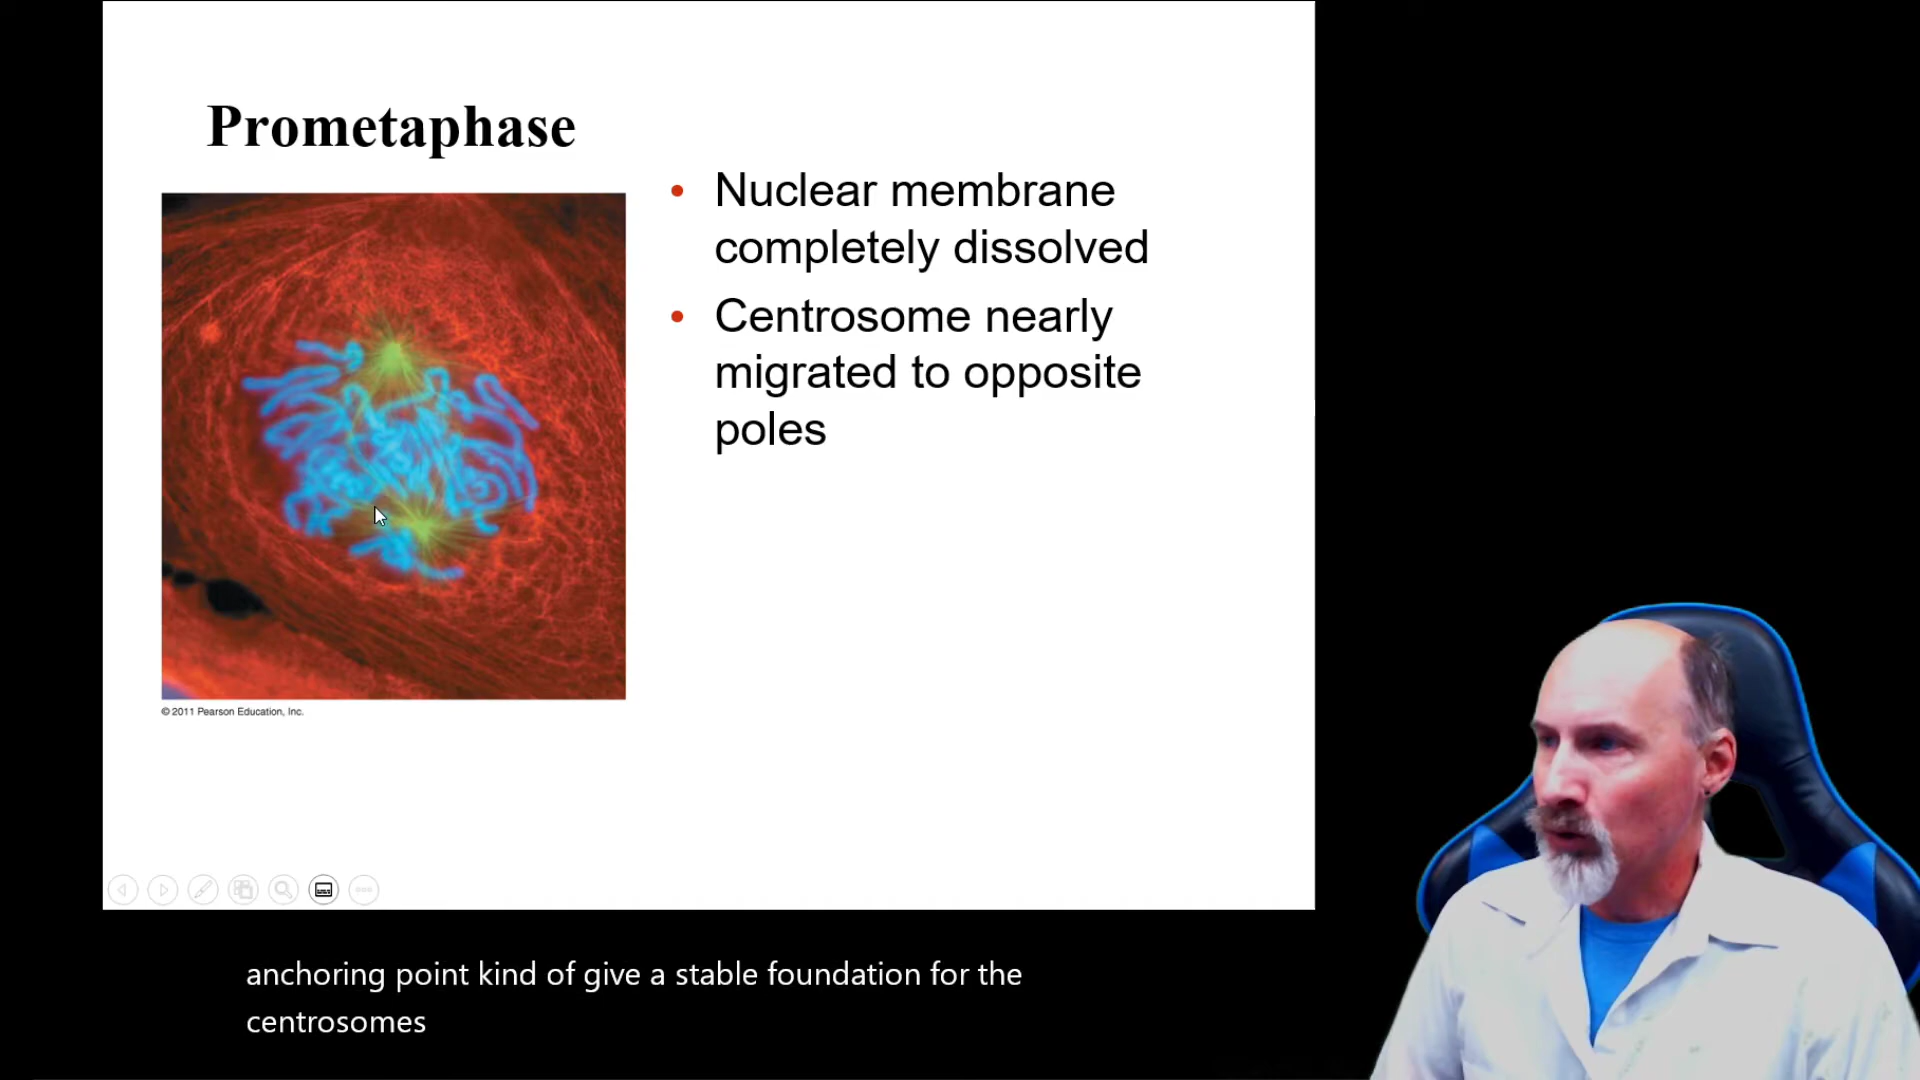 Prometaphase
• Nuclear membrane
completely dissolved
• Centrosome nearly
migrated to opposite
poles
© 2011 Pearson Education, Inc.
anchoring point kind of give a stable foundation for the
centrosomes